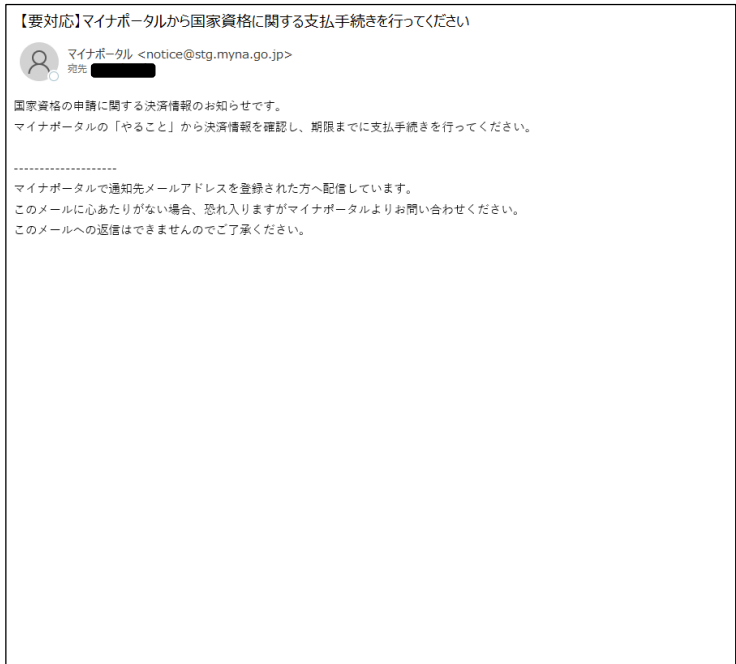 【要対応】マイナポータルから国家資格に関する支払手続きを行ってください
マイナポータル <notice@stg.myna.go.jp>
宛先
国家資格の申請に関する決済情報のお知らせです。
マイナポータルの「やること」から決済情報を確認し、期限までに支払手続きを行ってください。
--------------------
マイナポータルで通知先メールアドレスを登録された方へ配信しています。
このメールに心あたりがない場合、恐れ入りますがマイナポータルよりお問い合わせください。
このメールへの返信はできませんのでご了承ください。